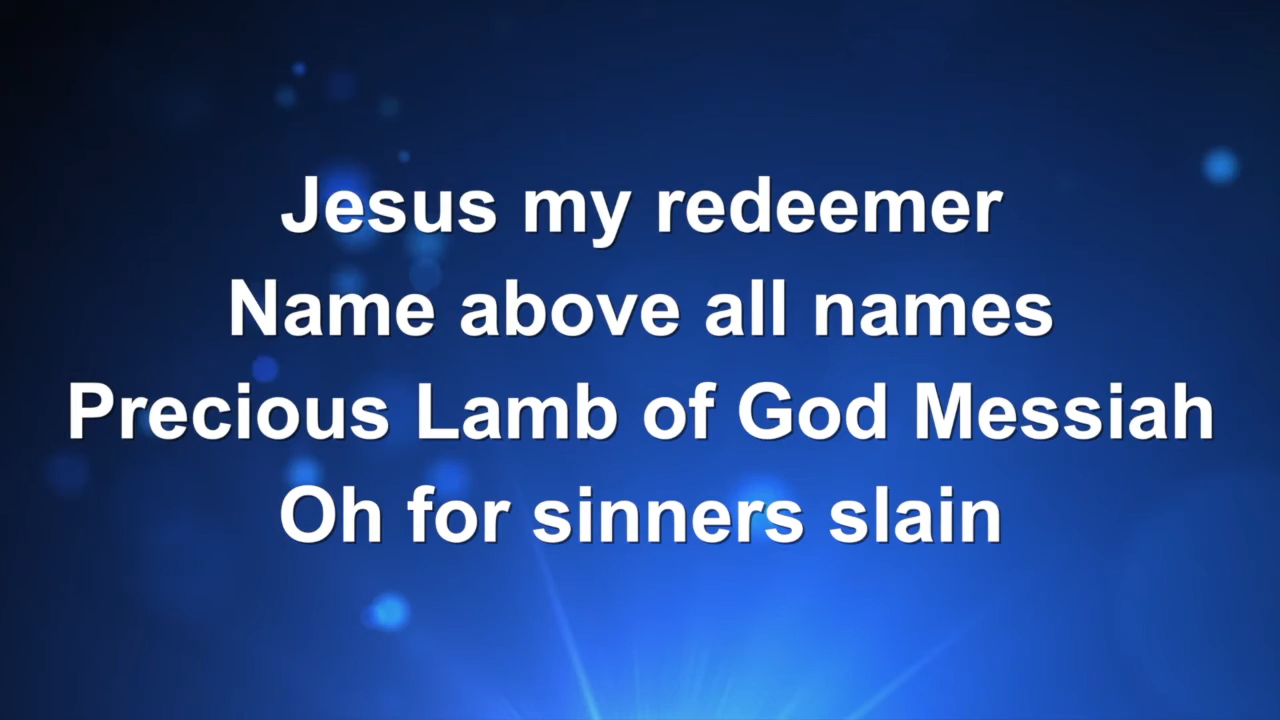 Jesus my redeemer
Name above all names
Precious Lamb of God Messiah
Oh for sinners slain